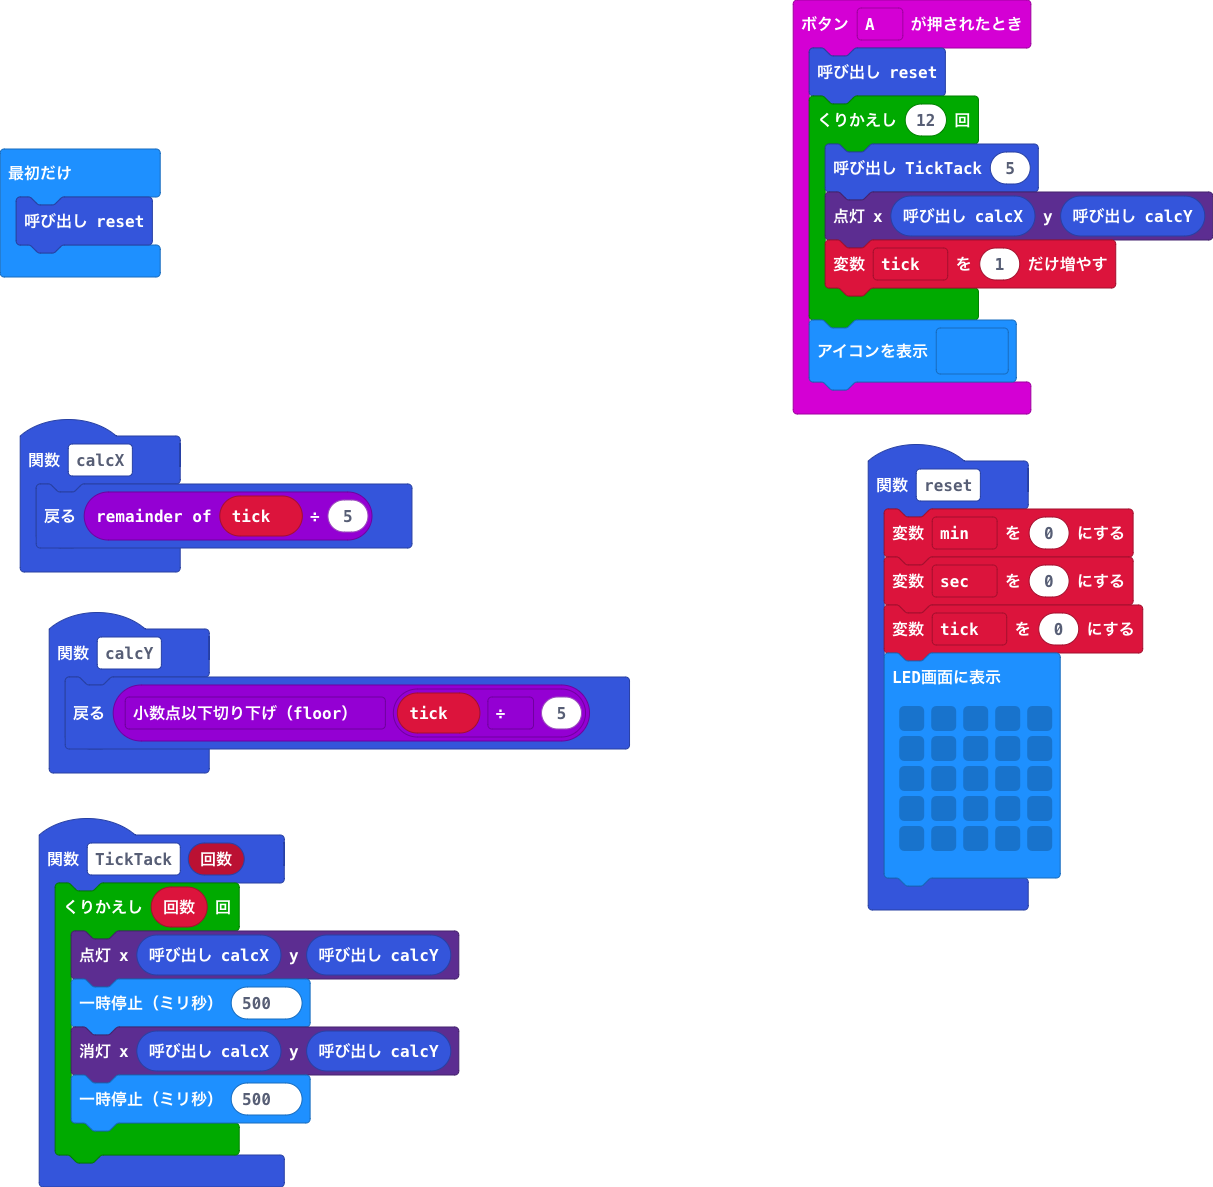 最初だけ
呼び出し reset
ボタン A が押されたとき
呼び出し reset
くりかえし 12 回
呼び出し TickTack 5
点灯 x 呼び出し calcX y 呼び出し calcY
変数 tick を 1 だけ増やす
アイコンを表示
関数 calcX
戻る remainder of tick ÷ 5
関数 calcY
戻る 小数点以下切り下げ（floor） tick ÷ 5
関数 TickTack 回数
くりかえし 回数 回
点灯 x 呼び出し calcX y 呼び出し calcY
一時停止（ミリ秒） 500
消灯 x 呼び出し calcX y 呼び出し calcY
一時停止（ミリ秒） 500
関数 reset
変数 min を 0 にする
変数 sec を 0 にする
変数 tick を 0 にする
LED画面に表示